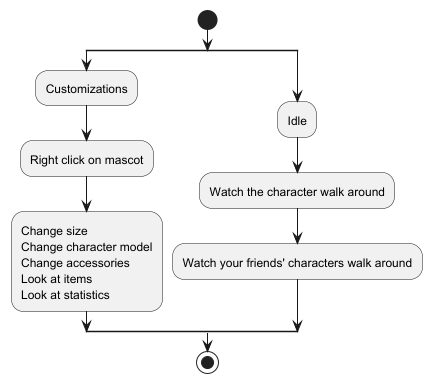 Customizations
Right click on mascot
Change size
Change character model
Change accessories
Look at items
Look at statistics
Idle
Watch the character walk around
Watch your friends' characters walk around